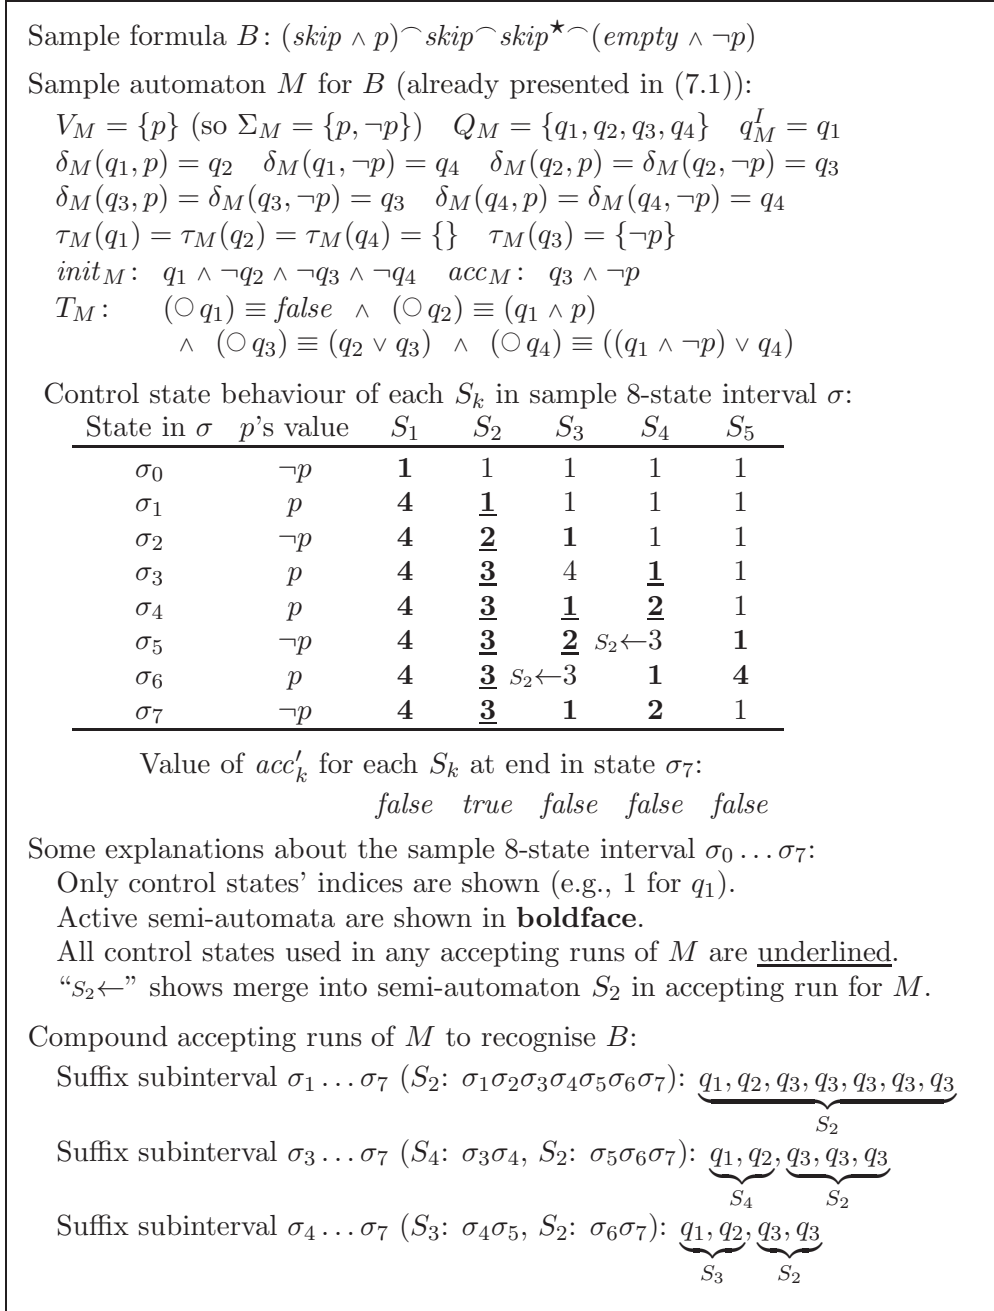 Sample formula B: (skip ∧ p)⌢skip⌢skip★⌢(empty ∧ ¬p)
Sample automaton M for B (already presented in (7.1)):
V_M = {p} (so Σ_M = {p, ¬p}) Q_M = {q₁, q₂, q₃, q₄} q^I_M = q₁
δ_M(q₁, p) = q₂ δ_M(q₁, ¬p) = q₄ δ_M(q₂, p) = δ_M(q₂, ¬p) = q₃
δ_M(q₃, p) = δ_M(q₃, ¬p) = q₃ δ_M(q₄, p) = δ_M(q₄, ¬p) = q₄
τ_M(q₁) = τ_M(q₂) = τ_M(q₄) = {} τ_M(q₃) = {¬p}
init_M: q₁ ∧ ¬q₂ ∧ ¬q₃ ∧ ¬q₄ acc_M: q₃ ∧ ¬p
T_M: (○ q₁) ≡ false ∧ (○ q₂) ≡ (q₁ ∧ p)
∧ (○ q₃) ≡ (q₂ ∨ q₃) ∧ (○ q₄) ≡ ((q₁ ∧ ¬p) ∨ q₄)
Control state behaviour of each S_k in sample 8-state interval σ:
State in σ p's value S₁ S₂ S₃ S₄ S₅
σ₀ ¬p 1 1 1 1 1
σ₁ p 4 1 1 1 1
σ₂ ¬p 4 2 1 1 1
σ₃ p 4 3 4 1 1
σ₄ p 4 3 1 2 1
σ₅ ¬p 4 3 2 S₂←3 1
σ₆ p 4 3 S₂←3 1 4
σ₇ ¬p 4 3 1 2 1
Value of acc′_k for each S_k at end in state σ₇:
false true false false false
Some explanations about the sample 8-state interval σ₀ … σ₇:
Only control states' indices are shown (e.g., 1 for q₁).
Active semi-automata are shown in boldface.
All control states used in any accepting runs of M are underlined.
“S₂←” shows merge into semi-automaton S₂ in accepting run for M.
Compound accepting runs of M to recognise B:
Suffix subinterval σ₁ … σ₇ (S₂: σ₁σ₂σ₃σ₄σ₅σ₆σ₇): q₁, q₂, q₃, q₃, q₃, q₃, q₃
S₂
Suffix subinterval σ₃ … σ₇ (S₄: σ₃σ₄, S₂: σ₅σ₆σ₇): q₁, q₂, q₃, q₃, q₃
S₄ S₂
Suffix subinterval σ₄ … σ₇ (S₃: σ₄σ₅, S₂: σ₆σ₇): q₁, q₂, q₃, q₃
S₃ S₂